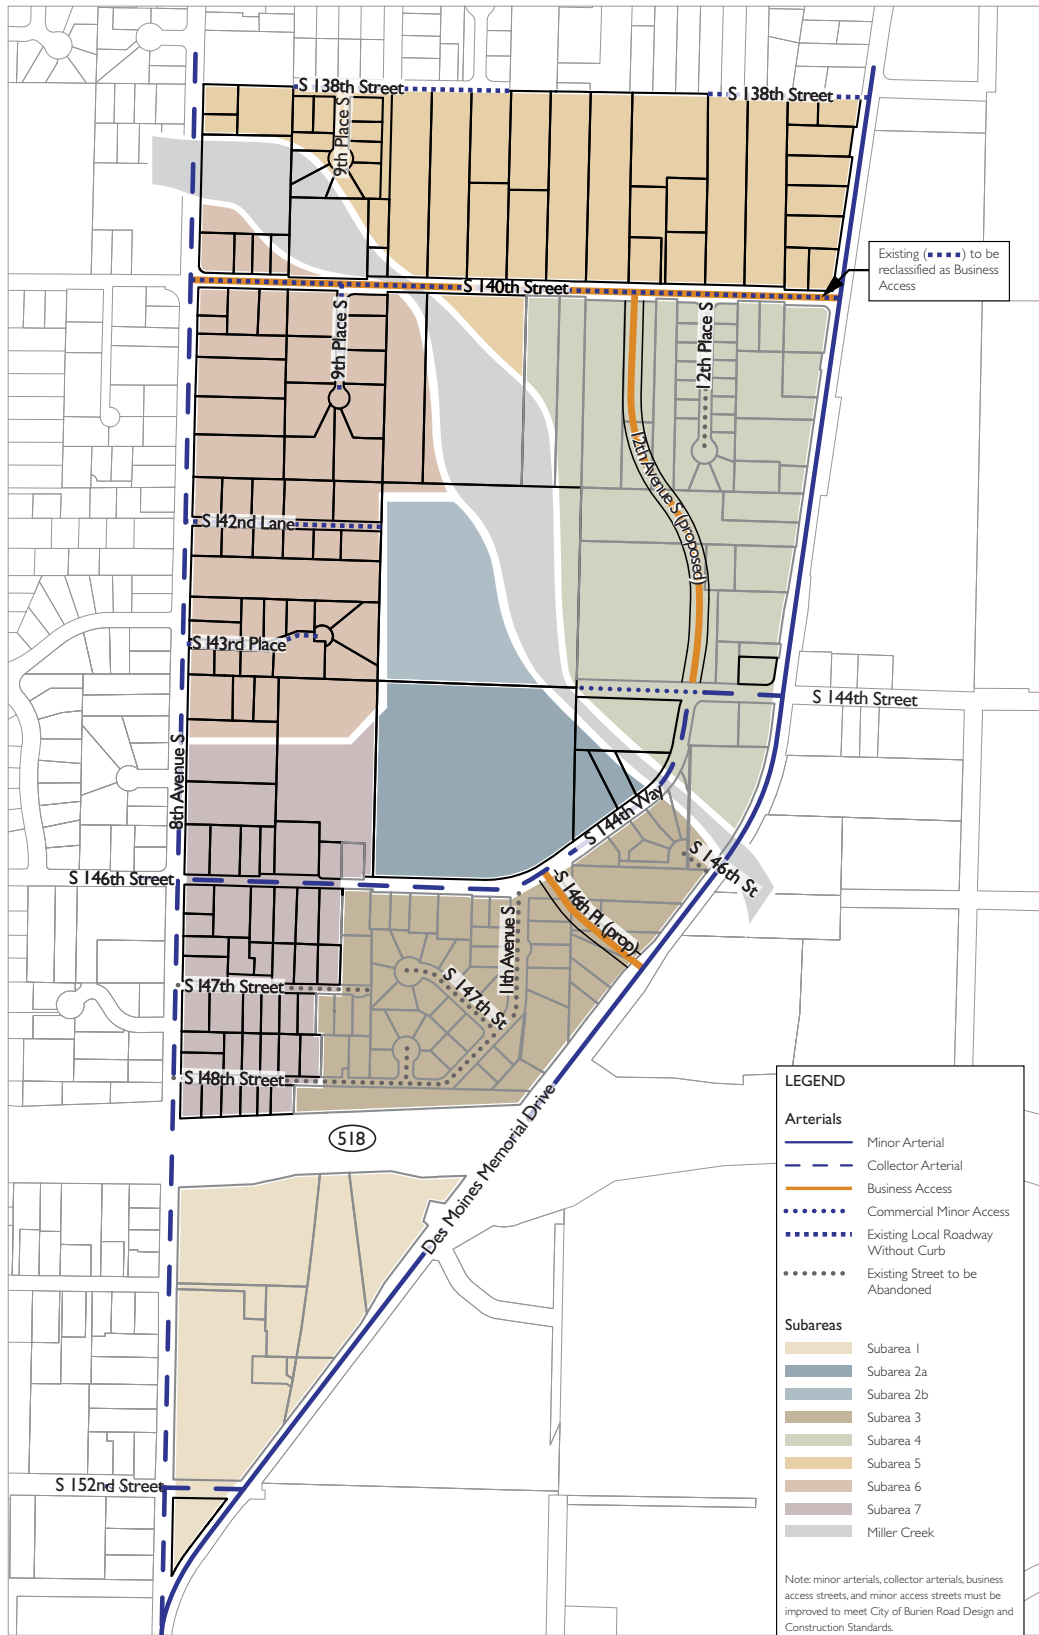 S 138th Street
S 138th Street
9th Place S
Existing ( ) to be
reclassified as Business
Access
S 140th Street
9th Place S
12th Place S
12th Avenue S (proposed)
S 142nd Lane
S 143rd Place
S 144th Street
8th Avenue S
S 144th Way
S 146th St
S 146th Street
S 146th Pl. (prop)
11th Avenue S
S 147th Street
S 147th St
S 148th Street
518
Des Moines Memorial Drive
S 152nd Street
LEGEND
Arterials
Minor Arterial
Collector Arterial
Business Access
Commercial Minor Access
Existing Local Roadway
Without Curb
Existing Street to be
Abandoned
Subareas
Subarea 1
Subarea 2a
Subarea 2b
Subarea 3
Subarea 4
Subarea 5
Subarea 6
Subarea 7
Miller Creek
Note: minor arterials, collector arterials, business
access streets, and minor access streets must be
improved to meet City of Burien Road Design and
Construction Standards.